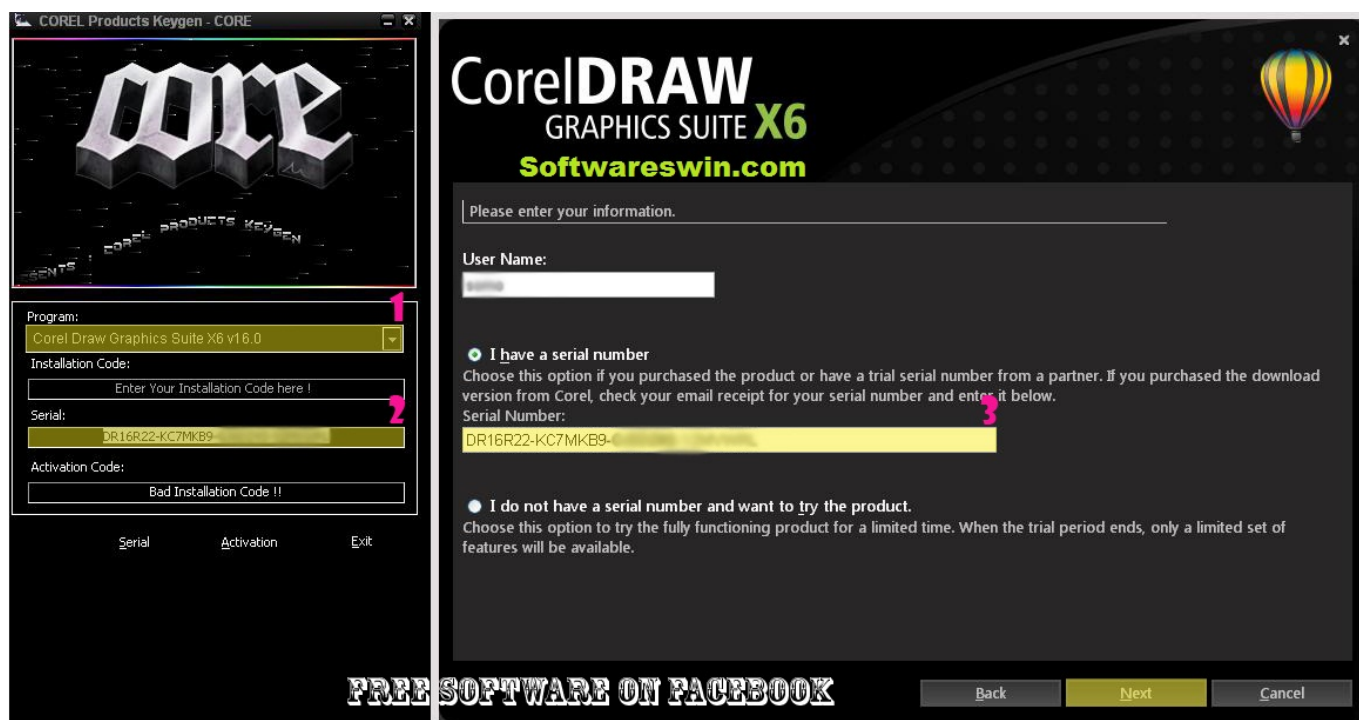 COREL Products Keygen - CORE
core
SENTS : COREL PRODUCTS KEYGEN
1
Program:
Corel Draw Graphics Suite X6 v16.0
Installation Code:
Enter Your Installation Code here !
2
Serial:
DR16R22-KC7MKB9-
Activation Code:
Bad Installation Code !!
Serial Activation Exit
CorelDRAW
GRAPHICS SUITE X6
Softwareswin.com
Please enter your information.
User Name:
I have a serial number
Choose this option if you purchased the product or have a trial serial number from a partner. If you purchased the download
version from Corel, check your email receipt for your serial number and enter it below.
3
Serial Number:
DR16R22-KC7MKB9-
I do not have a serial number and want to try the product.
Choose this option to try the fully functioning product for a limited time. When the trial period ends, only a limited set of
features will be available.
FREE SOFTWARE ON FACEBOOK
Back Next Cancel